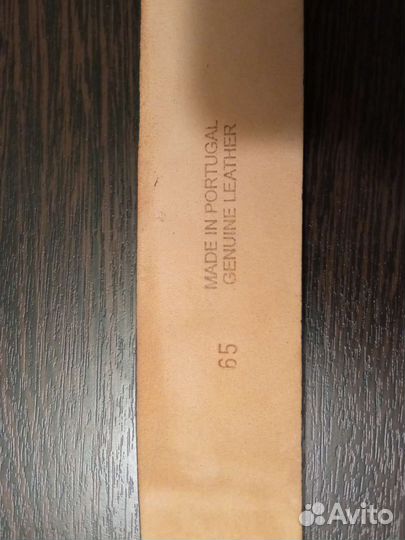 MADE IN PORTUGAL
GENUINE LEATHER
65
Avito